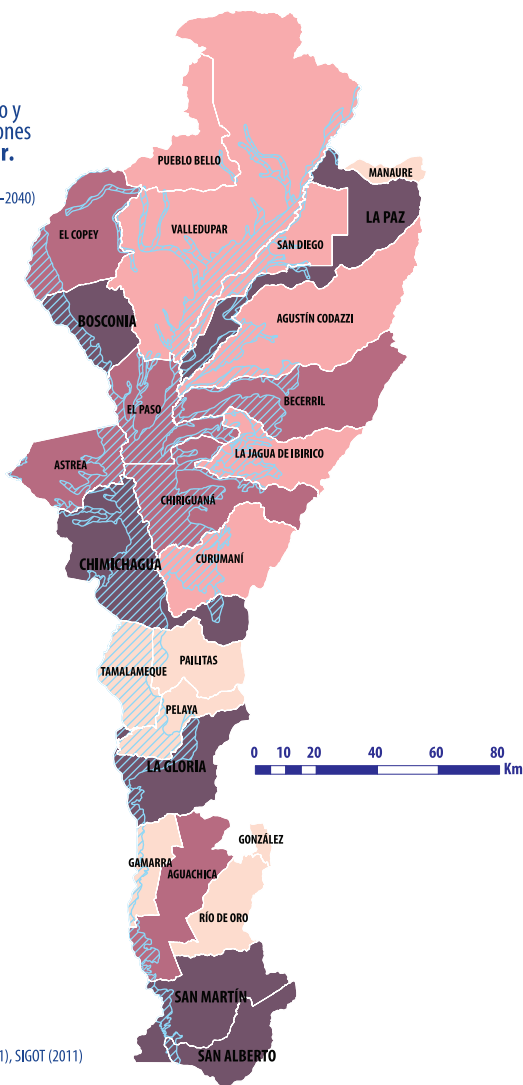 o y
ones
r.
–2040)
PUEBLO BELLO
MANAURE
LA PAZ
EL COPEY
VALLEDUPAR
SAN DIEGO
BOSCONIA
AGUSTÍN CODAZZI
EL PASO
BECERRIL
ASTREA
LA JAGUA DE IBIRICO
CHIRIGUANÁ
CHIMICHAGUA
CURUMANÍ
TAMALAMEQUE
PAILITAS
PELAYA
LA GLORIA
0 10 20 40 60 80
Km
GONZÁLEZ
GAMARRA
AGUACHICA
RÍO DE ORO
SAN MARTÍN
SAN ALBERTO
1), SIGOT (2011)